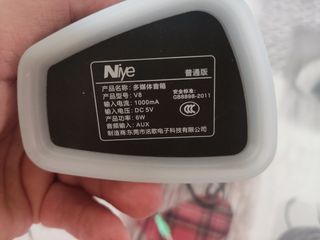 Niye 普通版
产品名称: 多媒体音箱
产品型号: V8
输入电流: 1000mA
输入电压: DC 5V
产品功率: 6W
音频输入: AUX
安全标准:
GB8898-2011
CCC
制造商:东莞市炫歌电子科技有限公司